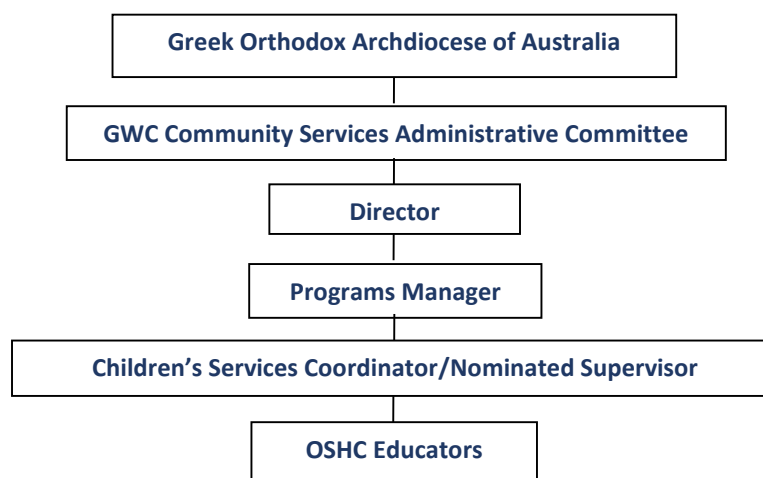 Greek Orthodox Archdiocese of Australia
GWC Community Services Administrative Committee
Director
Programs Manager
Children’s Services Coordinator/Nominated Supervisor
OSHC Educators